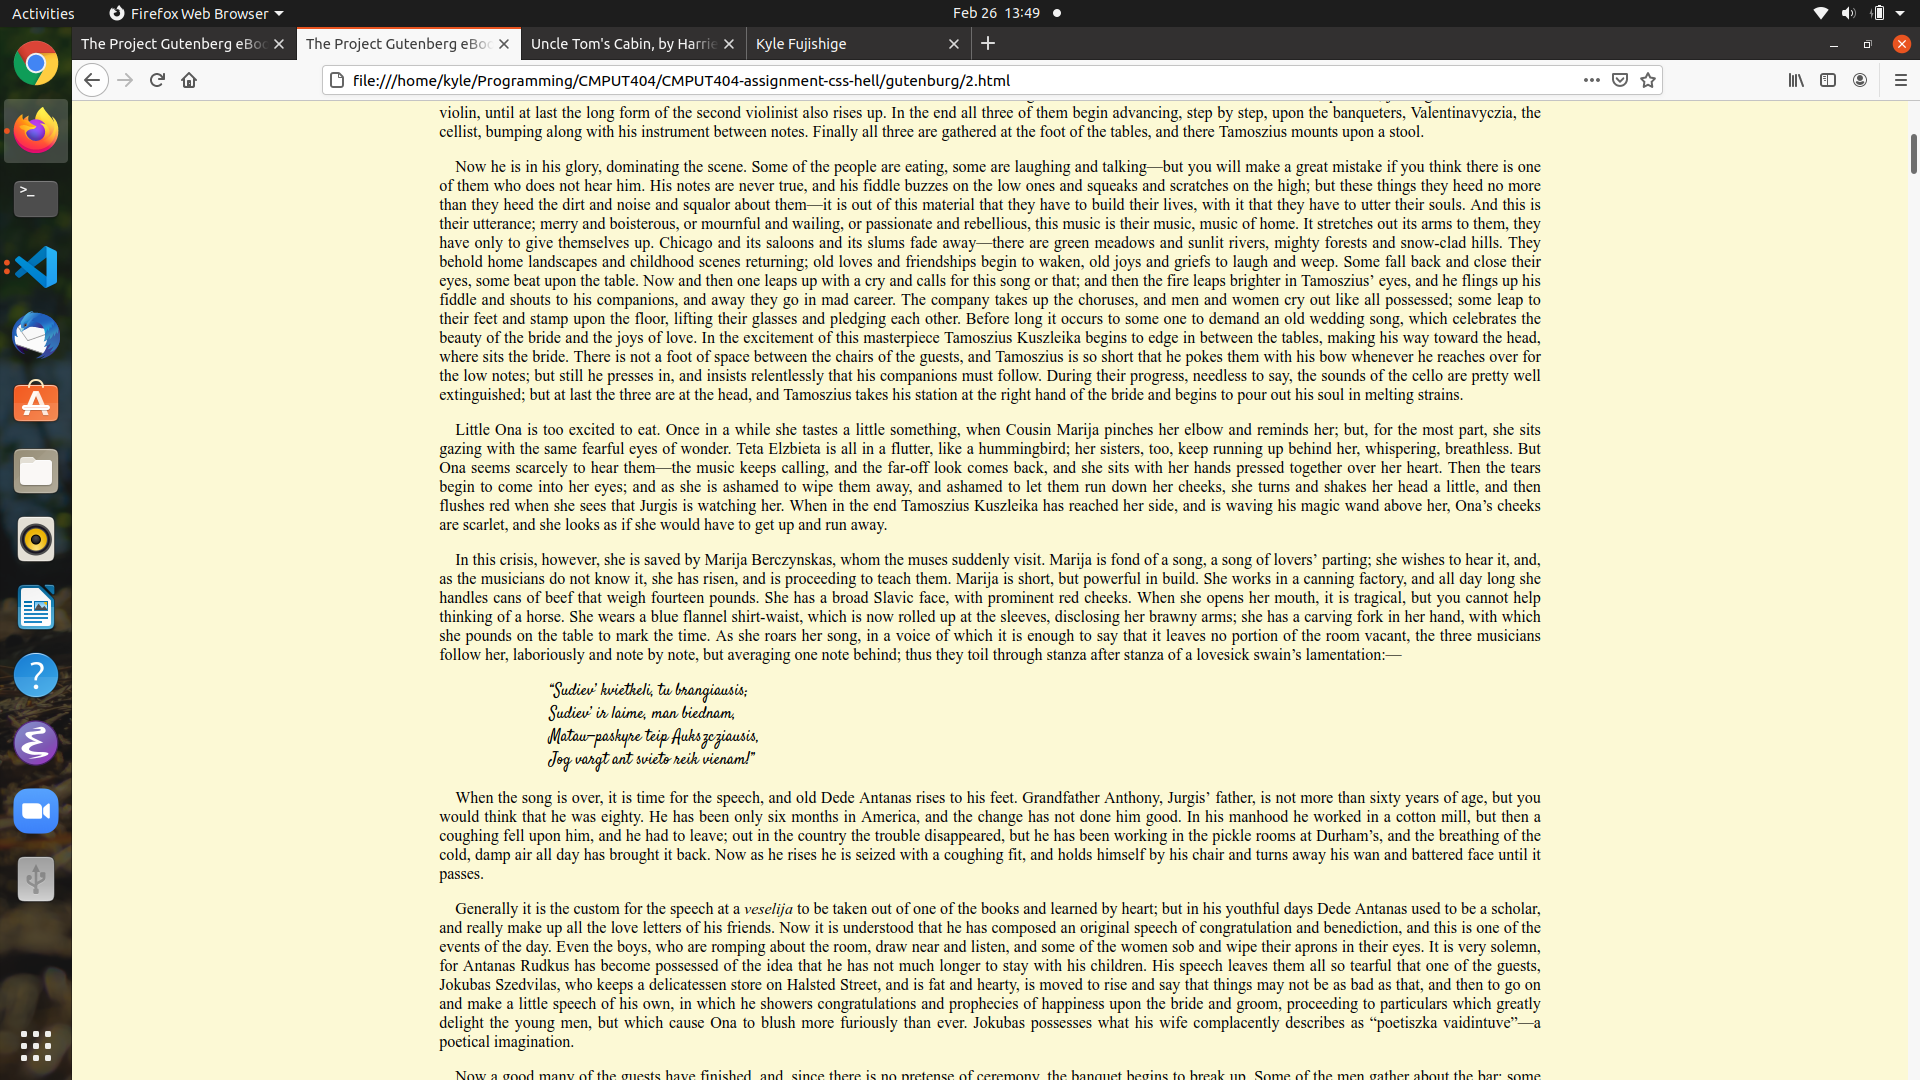 Activities
Firefox Web Browser
Feb 26 13:49
The Project Gutenberg eBoo
The Project Gutenberg eBoo
Uncle Tom's Cabin, by Harrie
Kyle Fujishige
file:///home/kyle/Programming/CMPUT404/CMPUT404-assignment-css-hell/gutenburg/2.html
violin, until at last the long form of the second violinist also rises up. In the end all three of them begin advancing, step by step, upon the banqueters, Valentinavyczia, the
cellist, bumping along with his instrument between notes. Finally all three are gathered at the foot of the tables, and there Tamoszius mounts upon a stool.
Now he is in his glory, dominating the scene. Some of the people are eating, some are laughing and talking—but you will make a great mistake if you think there is one
of them who does not hear him. His notes are never true, and his fiddle buzzes on the low ones and squeaks and scratches on the high; but these things they heed no more
than they heed the dirt and noise and squalor about them—it is out of this material that they have to build their lives, with it that they have to utter their souls. And this is
their utterance; merry and boisterous, or mournful and wailing, or passionate and rebellious, this music is their music, music of home. It stretches out its arms to them, they
have only to give themselves up. Chicago and its saloons and its slums fade away—there are green meadows and sunlit rivers, mighty forests and snow-clad hills. They
behold home landscapes and childhood scenes returning; old loves and friendships begin to waken, old joys and griefs to laugh and weep. Some fall back and close their
eyes, some beat upon the table. Now and then one leaps up with a cry and calls for this song or that; and then the fire leaps brighter in Tamoszius’ eyes, and he flings up his
fiddle and shouts to his companions, and away they go in mad career. The company takes up the choruses, and men and women cry out like all possessed; some leap to
their feet and stamp upon the floor, lifting their glasses and pledging each other. Before long it occurs to some one to demand an old wedding song, which celebrates the
beauty of the bride and the joys of love. In the excitement of this masterpiece Tamoszius Kuszleika begins to edge in between the tables, making his way toward the head,
where sits the bride. There is not a foot of space between the chairs of the guests, and Tamoszius is so short that he pokes them with his bow whenever he reaches over for
the low notes; but still he presses in, and insists relentlessly that his companions must follow. During their progress, needless to say, the sounds of the cello are pretty well
extinguished; but at last the three are at the head, and Tamoszius takes his station at the right hand of the bride and begins to pour out his soul in melting strains.
Little Ona is too excited to eat. Once in a while she tastes a little something, when Cousin Marija pinches her elbow and reminds her; but, for the most part, she sits
gazing with the same fearful eyes of wonder. Teta Elzbieta is all in a flutter, like a hummingbird; her sisters, too, keep running up behind her, whispering, breathless. But
Ona seems scarcely to hear them—the music keeps calling, and the far-off look comes back, and she sits with her hands pressed together over her heart. Then the tears
begin to come into her eyes; and as she is ashamed to wipe them away, and ashamed to let them run down her cheeks, she turns and shakes her head a little, and then
flushes red when she sees that Jurgis is watching her. When in the end Tamoszius Kuszleika has reached her side, and is waving his magic wand above her, Ona’s cheeks
are scarlet, and she looks as if she would have to get up and run away.
In this crisis, however, she is saved by Marija Berczynskas, whom the muses suddenly visit. Marija is fond of a song, a song of lovers’ parting; she wishes to hear it, and,
as the musicians do not know it, she has risen, and is proceeding to teach them. Marija is short, but powerful in build. She works in a canning factory, and all day long she
handles cans of beef that weigh fourteen pounds. She has a broad Slavic face, with prominent red cheeks. When she opens her mouth, it is tragical, but you cannot help
thinking of a horse. She wears a blue flannel shirt-waist, which is now rolled up at the sleeves, disclosing her brawny arms; she has a carving fork in her hand, with which
she pounds on the table to mark the time. As she roars her song, in a voice of which it is enough to say that it leaves no portion of the room vacant, the three musicians
follow her, laboriously and note by note, but averaging one note behind; thus they toil through stanza after stanza of a lovesick swain’s lamentation:—
“Sudiev’ kvietkeli, tu brangiausis;
Sudiev’ ir laime, man biednam,
Matau—paskyre teip Aukszcziausis,
Jog vargt ant svieto reik vienam!”
When the song is over, it is time for the speech, and old Dede Antanas rises to his feet. Grandfather Anthony, Jurgis’ father, is not more than sixty years of age, but you
would think that he was eighty. He has been only six months in America, and the change has not done him good. In his manhood he worked in a cotton mill, but then a
coughing fell upon him, and he had to leave; out in the country the trouble disappeared, but he has been working in the pickle rooms at Durham’s, and the breathing of the
cold, damp air all day has brought it back. Now as he rises he is seized with a coughing fit, and holds himself by his chair and turns away his wan and battered face until it
passes.
Generally it is the custom for the speech at a veselija to be taken out of one of the books and learned by heart; but in his youthful days Dede Antanas used to be a scholar,
and really make up all the love letters of his friends. Now it is understood that he has composed an original speech of congratulation and benediction, and this is one of the
events of the day. Even the boys, who are romping about the room, draw near and listen, and some of the women sob and wipe their aprons in their eyes. It is very solemn,
for Antanas Rudkus has become possessed of the idea that he has not much longer to stay with his children. His speech leaves them all so tearful that one of the guests,
Jokubas Szedvilas, who keeps a delicatessen store on Halsted Street, and is fat and hearty, is moved to rise and say that things may not be as bad as that, and then to go on
and make a little speech of his own, in which he showers congratulations and prophecies of happiness upon the bride and groom, proceeding to particulars which greatly
delight the young men, but which cause Ona to blush more furiously than ever. Jokubas possesses what his wife complacently describes as “poetiszka vaidintuve”—a
poetical imagination.
Now a good many of the guests have finished, and, since there is no pretense of ceremony, the banquet begins to break up. Some of the men gather about the bar; some